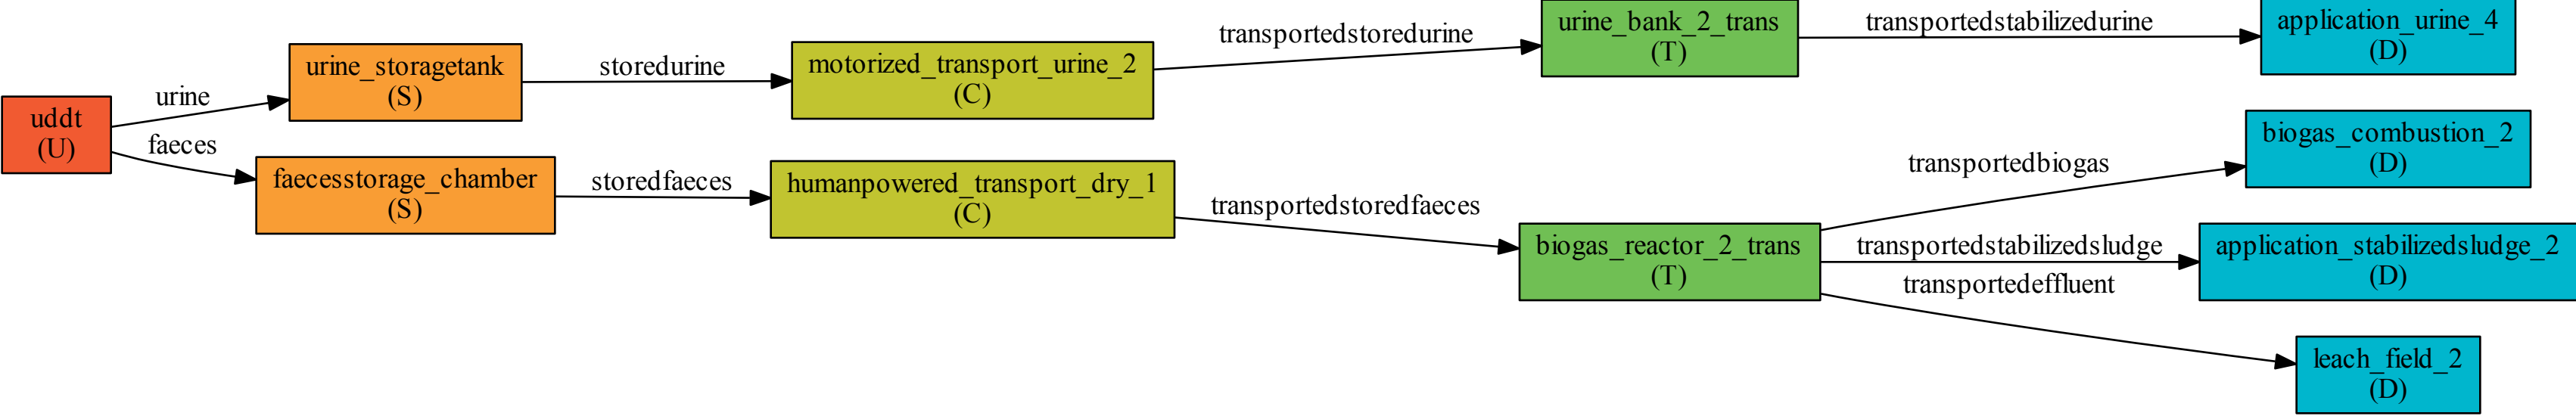 uddt
(U)
urine
faeces
urine_storagetank
(S)
faecesstorage_chamber
(S)
storedurine
storedfaeces
motorized_transport_urine_2
(C)
humanpowered_transport_dry_1
(C)
transportedstoredurine
transportedstoredfaeces
urine_bank_2_trans
(T)
biogas_reactor_2_trans
(T)
transportedstabilizedurine
transportedbiogas
transportedstabilizedsludge
transportedeffluent
application_urine_4
(D)
biogas_combustion_2
(D)
application_stabilizedsludge_2
(D)
leach_field_2
(D)